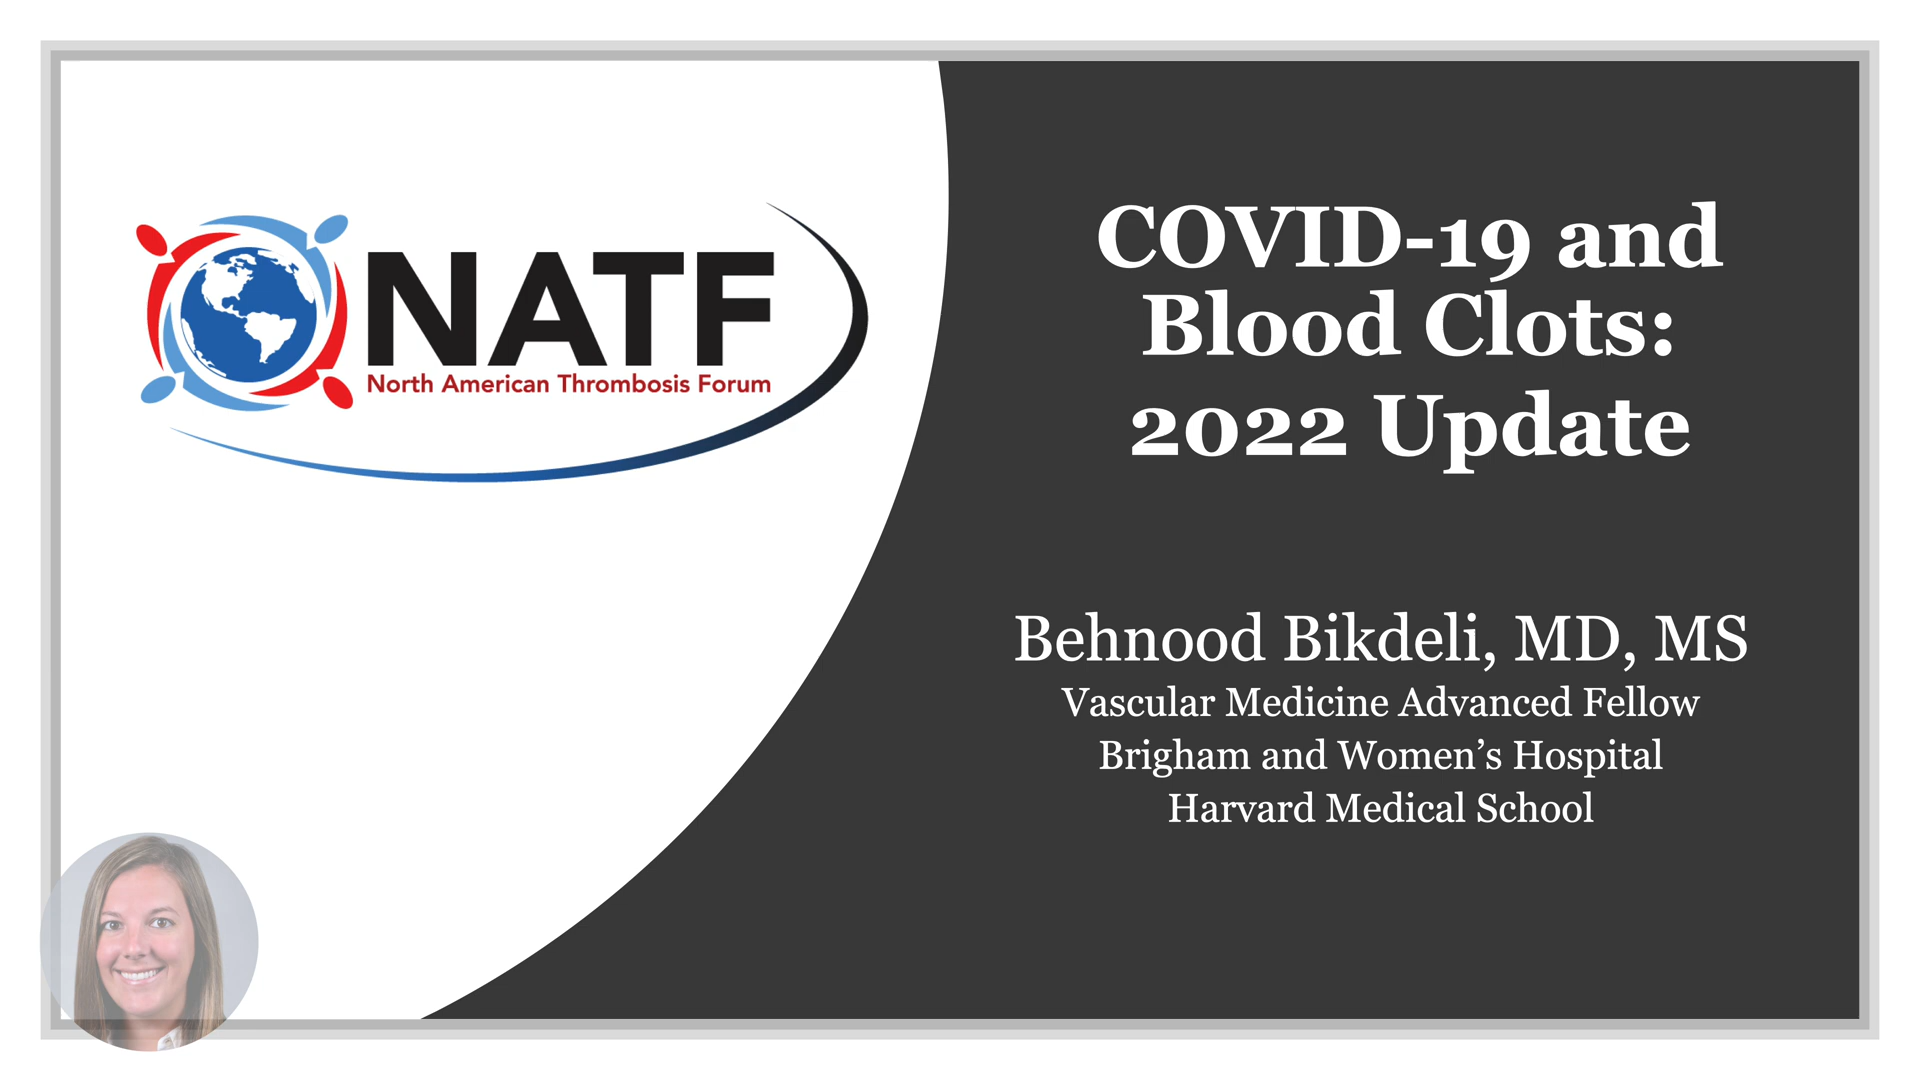 NATF
North American Thrombosis Forum
COVID-19 and
Blood Clots:
2022 Update
Behnood Bikdeli, MD, MS
Vascular Medicine Advanced Fellow
Brigham and Women’s Hospital
Harvard Medical School